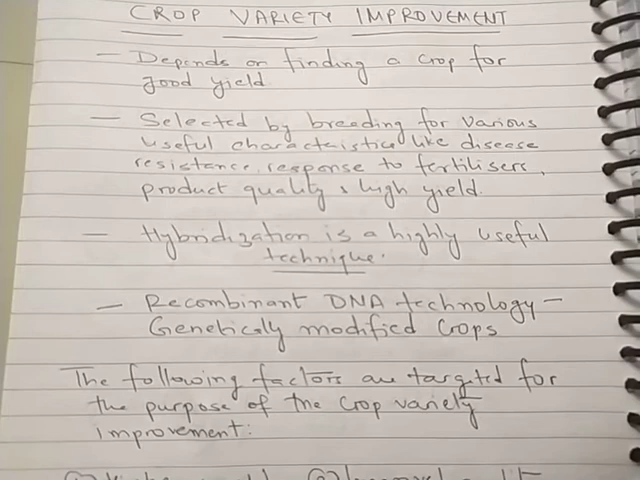 CROP VARIETY IMPROVEMENT
- Depends on finding a crop for
good yield
- Selected by breeding for various
useful characteristics like disease
resistance, response to fertilisers,
product quality & high yield.
- Hybridization is a highly useful
technique.
- Recombinant DNA technology -
Genetically modified Crops
The following factors are targeted for
the purpose of the Crop variety
improvement: